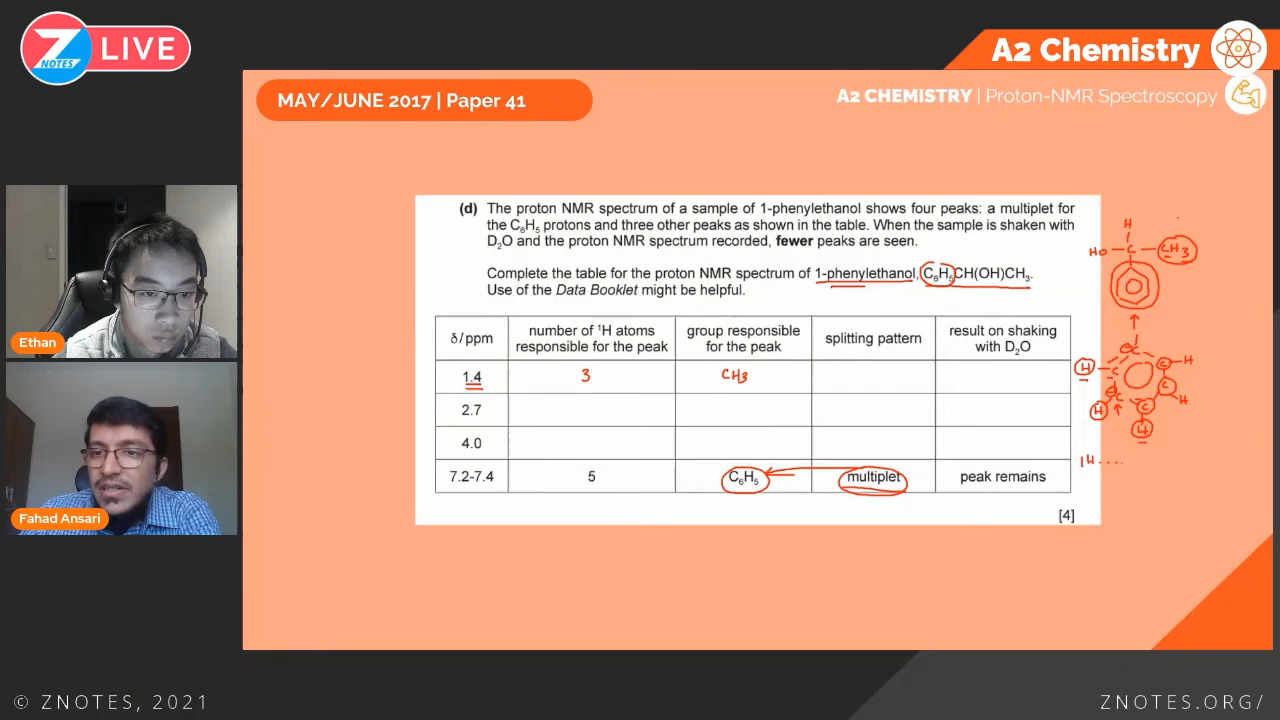 Z NOTES LIVE
A2 Chemistry
MAY/JUNE 2017 | Paper 41
A2 CHEMISTRY | Proton-NMR Spectroscopy
(d) The proton NMR spectrum of a sample of 1-phenylethanol shows four peaks: a multiplet for
the C₆H₅ protons and three other peaks as shown in the table. When the sample is shaken with
D₂O and the proton NMR spectrum recorded, fewer peaks are seen.
Complete the table for the proton NMR spectrum of 1-phenylethanol, C₆H₅CH(OH)CH₃.
Use of the Data Booklet might be helpful.
δ/ppm
number of ¹H atoms
responsible for the peak
group responsible
for the peak
splitting pattern
result on shaking
with D₂O
1.4 3 CH3
2.7
4.0
7.2-7.4 5 C₆H₅ multiplet peak remains
[4]
H
HO C CH3
C
H C C H
H C C H
C
H
1H....
Ethan
Fahad Ansari
© ZNOTES, 2021
ZNOTES.ORG/